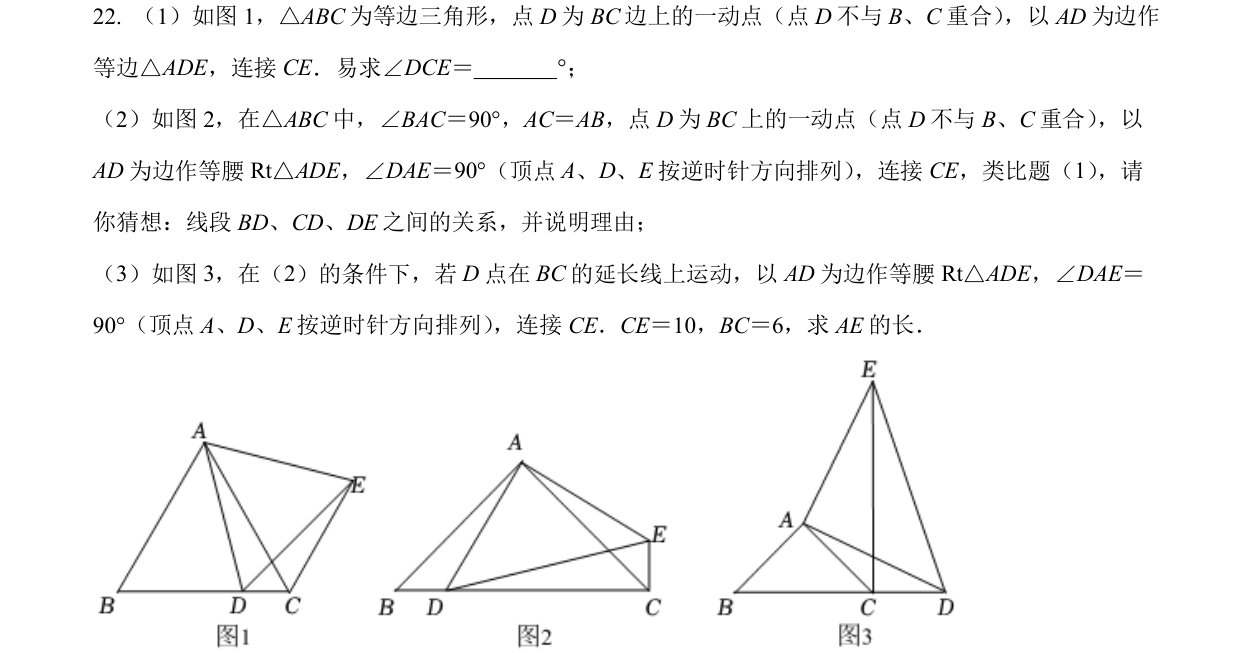 22. （1）如图 1，△ABC 为等边三角形，点 D 为 BC 边上的一动点（点 D 不与 B、C 重合），以 AD 为边作
等边△ADE，连接 CE．易求∠DCE＝_______°；
（2）如图 2，在△ABC 中，∠BAC＝90°，AC＝AB，点 D 为 BC 上的一动点（点 D 不与 B、C 重合），以
AD 为边作等腰 Rt△ADE，∠DAE＝90°（顶点 A、D、E 按逆时针方向排列），连接 CE，类比题（1），请
你猜想：线段 BD、CD、DE 之间的关系，并说明理由；
（3）如图 3，在（2）的条件下，若 D 点在 BC 的延长线上运动，以 AD 为边作等腰 Rt△ADE，∠DAE＝
90°（顶点 A、D、E 按逆时针方向排列），连接 CE．CE＝10，BC＝6，求 AE 的长．
A
E
B
D
C
图1
A
E
B
D
C
图2
E
A
B
C
D
图3